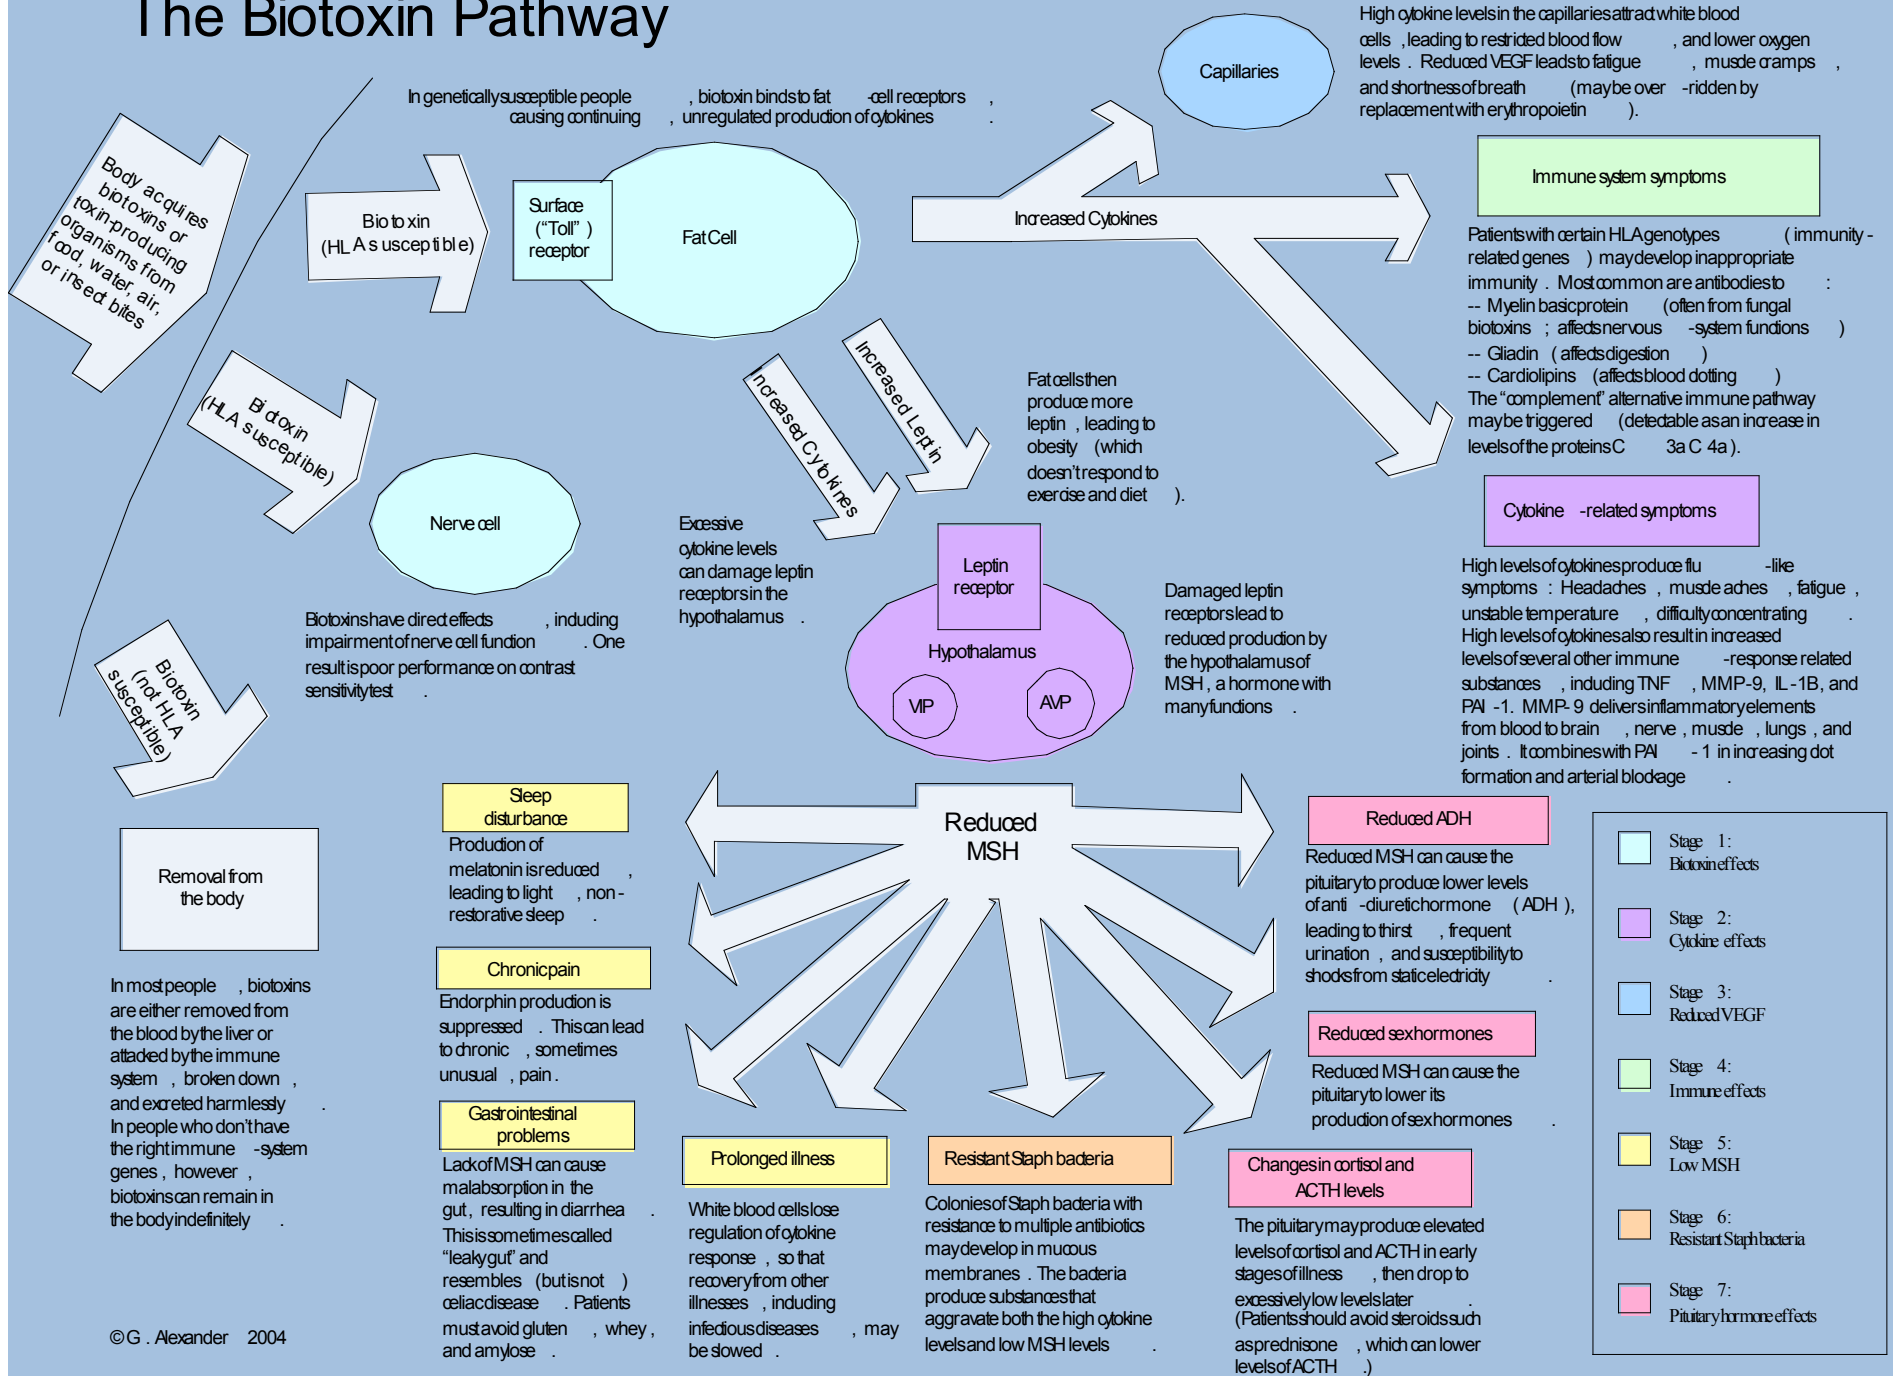 The Biotoxin Pathway
Body acquires
biotoxins or
toxin-producing
organisms from
food, water, air,
or insect bites
In genetically susceptible people, biotoxin binds to fat-cell receptors,
causing continuing, unregulated production of cytokines.
Biotoxin
(HLA susceptible)
Surface
("Toll")
receptor
Fat Cell
Increased Cytokines
Capillaries
High cytokine levels in the capillaries attract white blood
cells, leading to restricted blood flow, and lower oxygen
levels. Reduced VEGF leads to fatigue, muscle cramps,
and shortness of breath (may be over-ridden by
replacement with erythropoietin).
Immune system symptoms
Patients with certain HLA genotypes (immunity-
related genes) may develop inappropriate
immunity. Most common are antibodies to:
-- Myelin basic protein (often from fungal
biotoxins; affects nervous-system functions)
-- Gliadin (affects digestion)
-- Cardiolipins (affects blood clotting)
The "complement" alternative immune pathway
may be triggered (detectable as an increase in
levels of the proteins C3a C4a).
Biotoxin
(HLA susceptible)
Nerve cell
Biotoxins have direct effects, including
impairment of nerve cell function. One
result is poor performance on contrast
sensitivity test.
Increased Cytokines
Increased Leptin
Fat cells then
produce more
leptin, leading to
obesity (which
doesn't respond to
exercise and diet).
Excessive
cytokine levels
can damage leptin
receptors in the
hypothalamus.
Leptin
receptor
Hypothalamus
VIP
AVP
Damaged leptin
receptors lead to
reduced production by
the hypothalamus of
MSH, a hormone with
many functions.
Cytokine-related symptoms
High levels of cytokines produce flu-like
symptoms: Headaches, muscle aches, fatigue,
unstable temperature, difficulty concentrating.
High levels of cytokines also result in increased
levels of several other immune-response related
substances, including TNF, MMP-9, IL-1B, and
PAI-1. MMP-9 delivers inflammatory elements
from blood to brain, nerve, muscle, lungs, and
joints. It combines with PAI-1 in increasing clot
formation and arterial blockage.
Biotoxin
(not HLA
susceptible)
Removal from
the body
In most people, biotoxins
are either removed from
the blood by the liver or
attacked by the immune
system, broken down,
and excreted harmlessly.
In people who don't have
the right immune-system
genes, however,
biotoxins can remain in
the body indefinitely.
© G. Alexander 2004
Reduced
MSH
Sleep
disturbance
Production of
melatonin is reduced,
leading to light, non-
restorative sleep.
Chronic pain
Endorphin production is
suppressed. This can lead
to chronic, sometimes
unusual, pain.
Gastrointestinal
problems
Lack of MSH can cause
malabsorption in the
gut, resulting in diarrhea.
This is sometimes called
"leaky gut" and
resembles (but is not)
celiac disease. Patients
must avoid gluten, whey,
and amylose.
Prolonged illness
White blood cells lose
regulation of cytokine
response, so that
recovery from other
illnesses, including
infectious diseases, may
be slowed.
Resistant Staph bacteria
Colonies of Staph bacteria with
resistance to multiple antibiotics
may develop in mucous
membranes. The bacteria
produce substances that
aggravate both the high cytokine
levels and low MSH levels.
Reduced ADH
Reduced MSH can cause the
pituitary to produce lower levels
of anti-diuretic hormone (ADH),
leading to thirst, frequent
urination, and susceptibility to
shocks from static electricity.
Reduced sex hormones
Reduced MSH can cause the
pituitary to lower its
production of sex hormones.
Changes in cortisol and
ACTH levels
The pituitary may produce elevated
levels of cortisol and ACTH in early
stages of illness, then drop to
excessively low levels later.
(Patients should avoid steroids such
as prednisone, which can lower
levels of ACTH.)
Stage 1:
Biotoxin effects
Stage 2:
Cytokine effects
Stage 3:
Reduced VEGF
Stage 4:
Immune effects
Stage 5:
Low MSH
Stage 6:
Resistant Staph bacteria
Stage 7:
Pituitary hormone effects